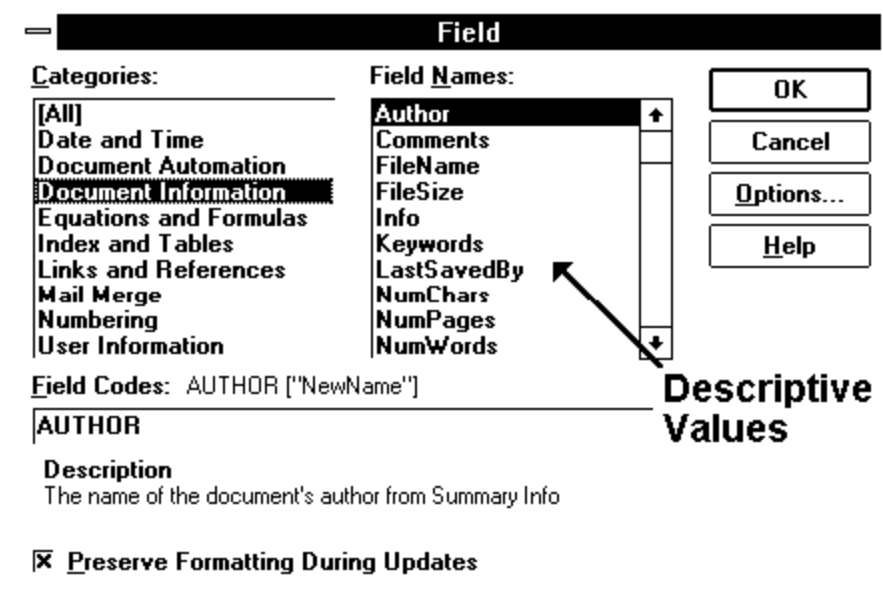 Field
Categories:
[All]
Date and Time
Document Automation
Document Information
Equations and Formulas
Index and Tables
Links and References
Mail Merge
Numbering
User Information
Field Names:
Author
Comments
FileName
FileSize
Info
Keywords
LastSavedBy
NumChars
NumPages
NumWords
OK
Cancel
Options...
Help
Descriptive
Values
Field Codes: AUTHOR ["NewName"]
AUTHOR
Description
The name of the document's author from Summary Info
Preserve Formatting During Updates